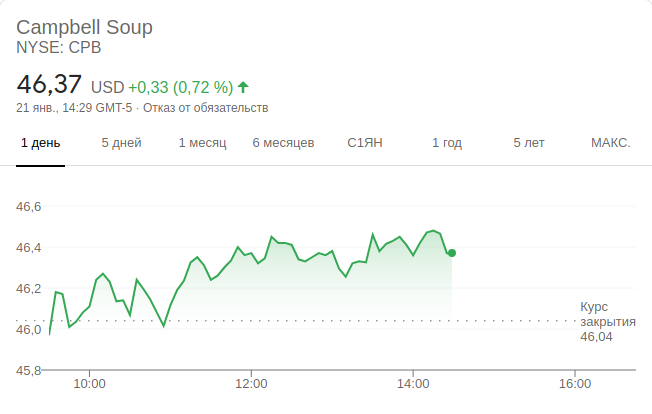 Campbell Soup
NYSE: CPB
46,37 USD +0,33 (0,72 %)
21 янв., 14:29 GMT-5 · Отказ от обязательств
1 день 5 дней 1 месяц 6 месяцев С1ЯН 1 год 5 лет МАКС.
46,6
46,4
46,2
46,0
45,8
Курс
закрытия
46,04
10:00 12:00 14:00 16:00